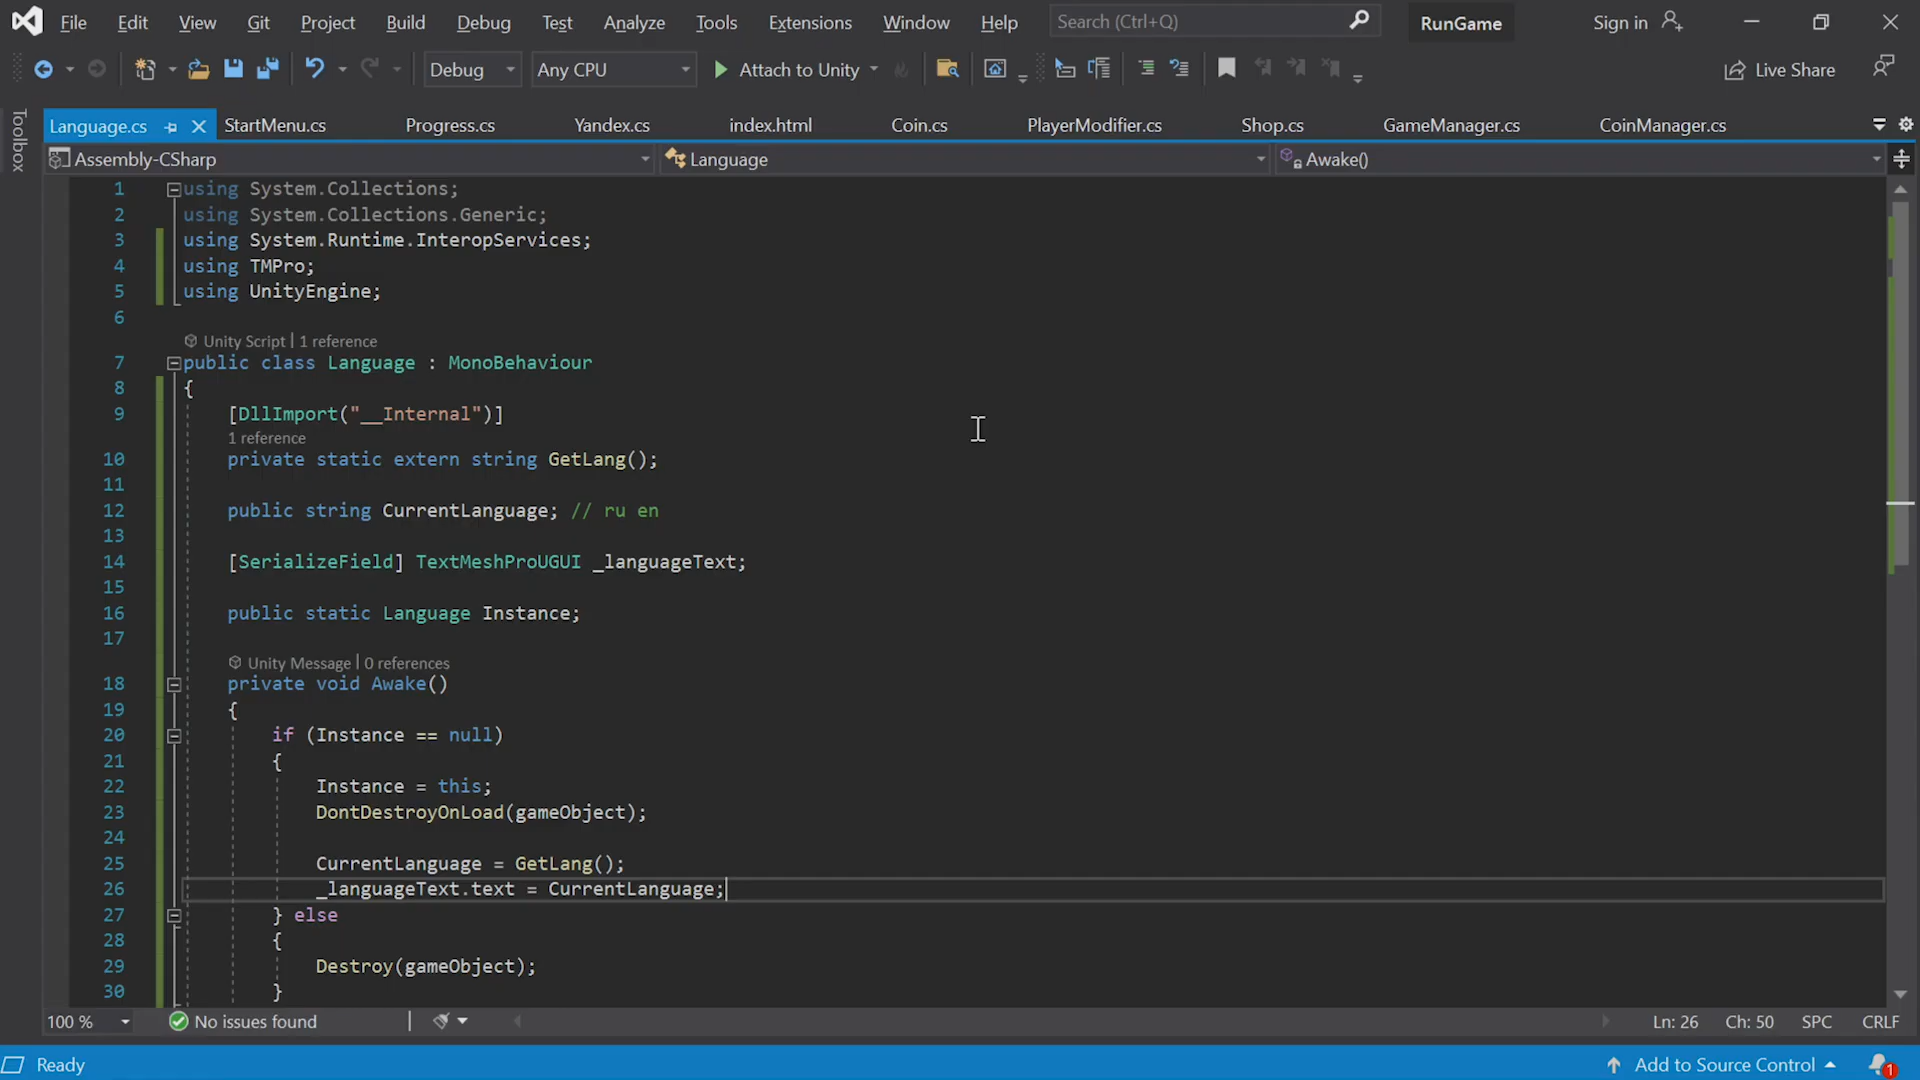 File Edit View Git Project Build Debug Test Analyze Tools Extensions Window Help Search (Ctrl+Q) RunGame Sign in
Debug Any CPU Attach to Unity Live Share
Toolbox
Language.cs StartMenu.cs Progress.cs Yandex.cs index.html Coin.cs PlayerModifier.cs Shop.cs GameManager.cs CoinManager.cs
Assembly-CSharp Language Awake()
1 using System.Collections;
2 using System.Collections.Generic;
3 using System.Runtime.InteropServices;
4 using TMPro;
5 using UnityEngine;
6
Unity Script | 1 reference
7 public class Language : MonoBehaviour
8 {
9 [DllImport("__Internal")]
1 reference
10 private static extern string GetLang();
11
12 public string CurrentLanguage; // ru en
13
14 [SerializeField] TextMeshProUGUI _languageText;
15
16 public static Language Instance;
17
Unity Message | 0 references
18 private void Awake()
19 {
20 if (Instance == null)
21 {
22 Instance = this;
23 DontDestroyOnLoad(gameObject);
24
25 CurrentLanguage = GetLang();
26 _languageText.text = CurrentLanguage;
27 } else
28 {
29 Destroy(gameObject);
30 }
100 % No issues found Ln: 26 Ch: 50 SPC CRLF
Ready Add to Source Control 1